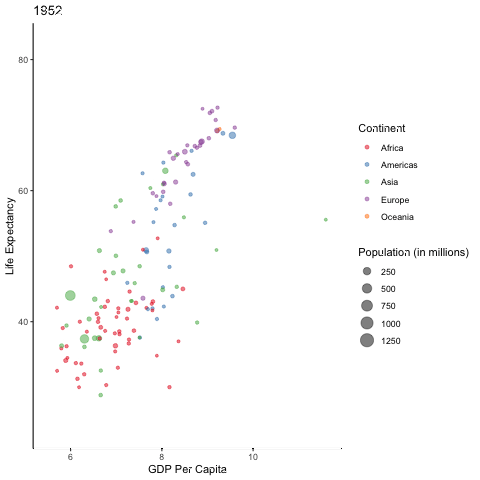 1952
80
60
40
Life Expectancy
6
8
10
GDP Per Capita
Continent
Africa
Americas
Asia
Europe
Oceania
Population (in millions)
250
500
750
1000
1250